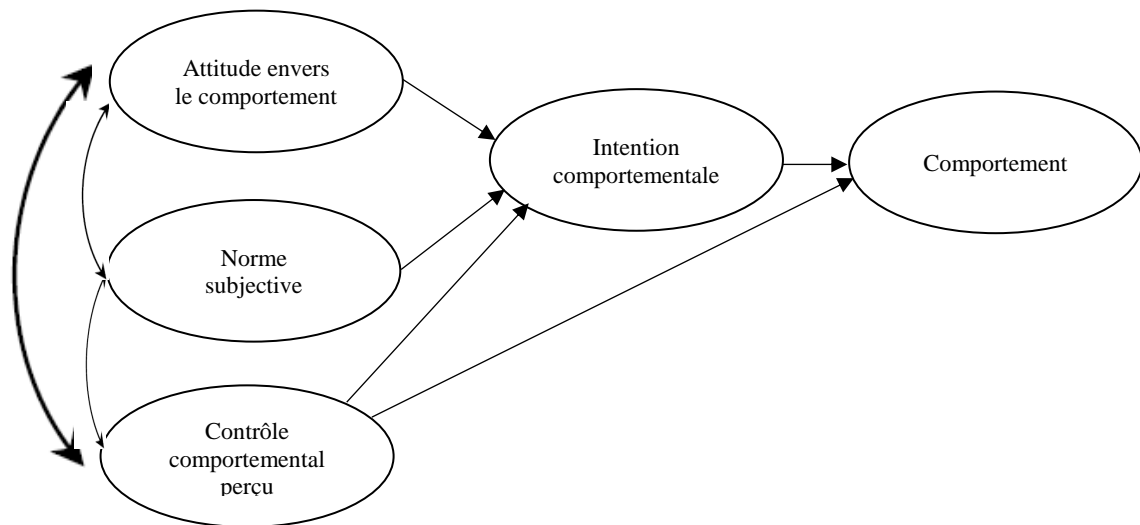 Attitude envers
le comportement
Intention
comportementale
Comportement
Norme
subjective
Contrôle
comportemental
perçu